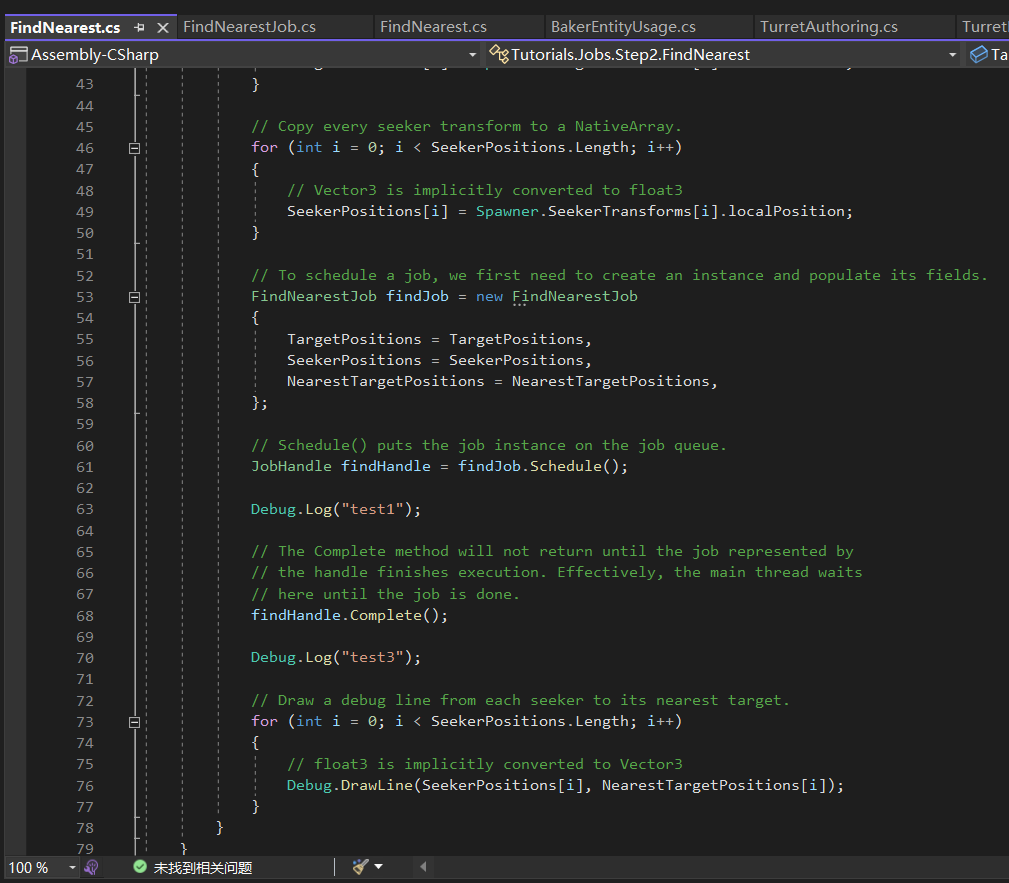 FindNearest.cs
FindNearestJob.cs
FindNearest.cs
BakerEntityUsage.cs
TurretAuthoring.cs
Turret
Assembly-CSharp
Tutorials.Jobs.Step2.FindNearest
Ta
43 }
44
45 // Copy every seeker transform to a NativeArray.
46 for (int i = 0; i < SeekerPositions.Length; i++)
47 {
48 // Vector3 is implicitly converted to float3
49 SeekerPositions[i] = Spawner.SeekerTransforms[i].localPosition;
50 }
51
52 // To schedule a job, we first need to create an instance and populate its fields.
53 FindNearestJob findJob = new FindNearestJob
54 {
55 TargetPositions = TargetPositions,
56 SeekerPositions = SeekerPositions,
57 NearestTargetPositions = NearestTargetPositions,
58 };
59
60 // Schedule() puts the job instance on the job queue.
61 JobHandle findHandle = findJob.Schedule();
62
63 Debug.Log("test1");
64
65 // The Complete method will not return until the job represented by
66 // the handle finishes execution. Effectively, the main thread waits
67 // here until the job is done.
68 findHandle.Complete();
69
70 Debug.Log("test3");
71
72 // Draw a debug line from each seeker to its nearest target.
73 for (int i = 0; i < SeekerPositions.Length; i++)
74 {
75 // float3 is implicitly converted to Vector3
76 Debug.DrawLine(SeekerPositions[i], NearestTargetPositions[i]);
77 }
78 }
79 }
100 %
未找到相关问题